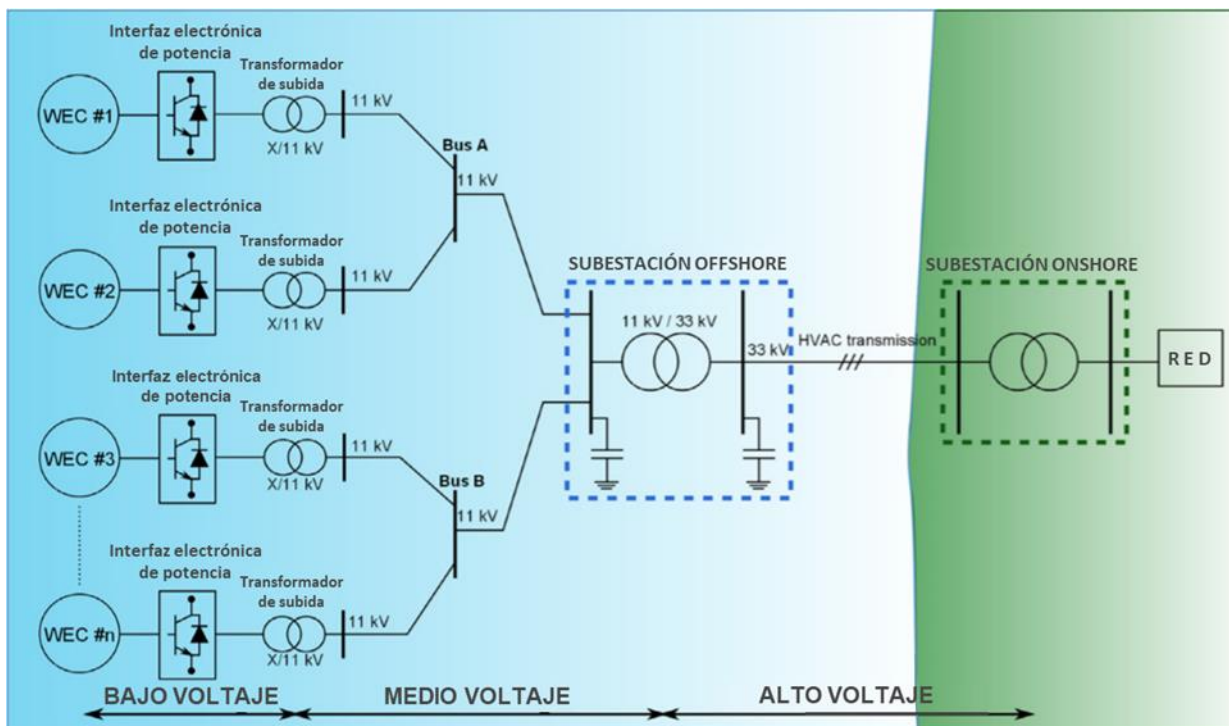 Interfaz electrónica
de potencia
Transformador
de subida
WEC #1
X/11 kV
11 kV
Bus A
11 kV
Interfaz electrónica
de potencia
Transformador
de subida
WEC #2
X/11 kV
11 kV
SUBESTACIÓN OFFSHORE
11 kV / 33 kV
33 kV
HVAC transmission
SUBESTACIÓN ONSHORE
R E D
Interfaz electrónica
de potencia
Transformador
de subida
WEC #3
X/11 kV
11 kV
Bus B
11 kV
Interfaz electrónica
de potencia
Transformador
de subida
WEC #n
X/11 kV
11 kV
BAJO VOLTAJE
MEDIO VOLTAJE
ALTO VOLTAJE